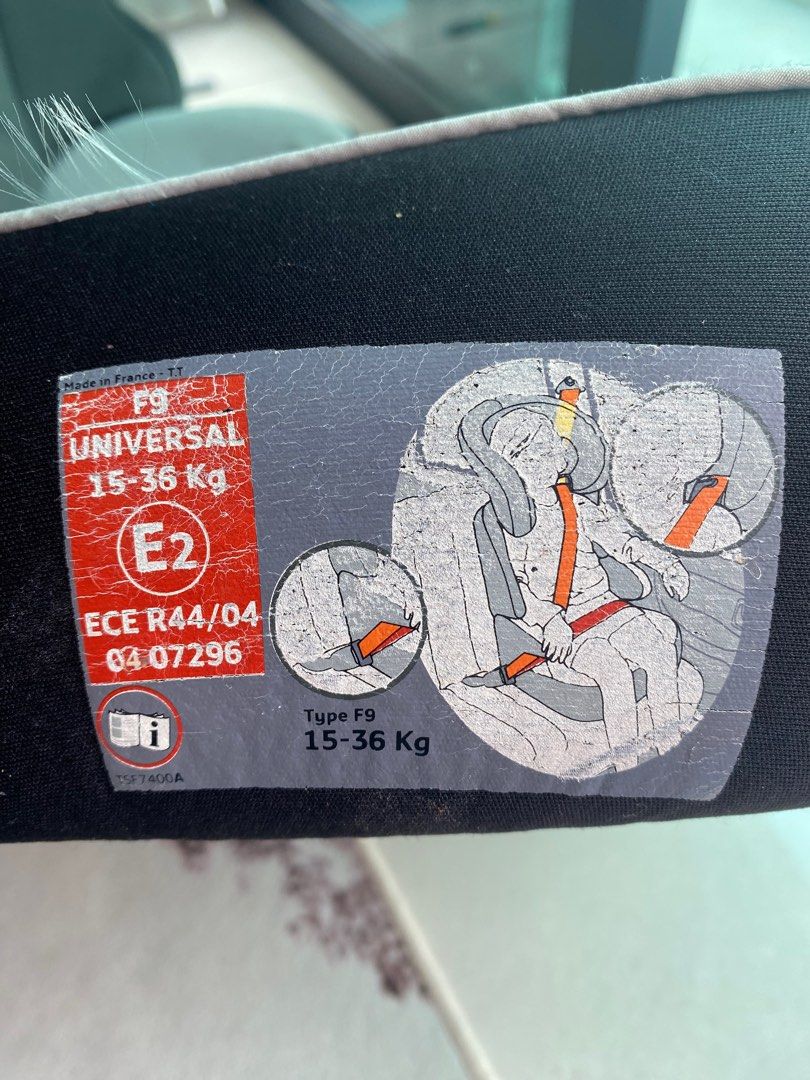 Made in France - TT
F9
UNIVERSAL
15-36 Kg
E2
ECE R44/04
04 07296
i
Type F9
15-36 Kg
TSF7400A